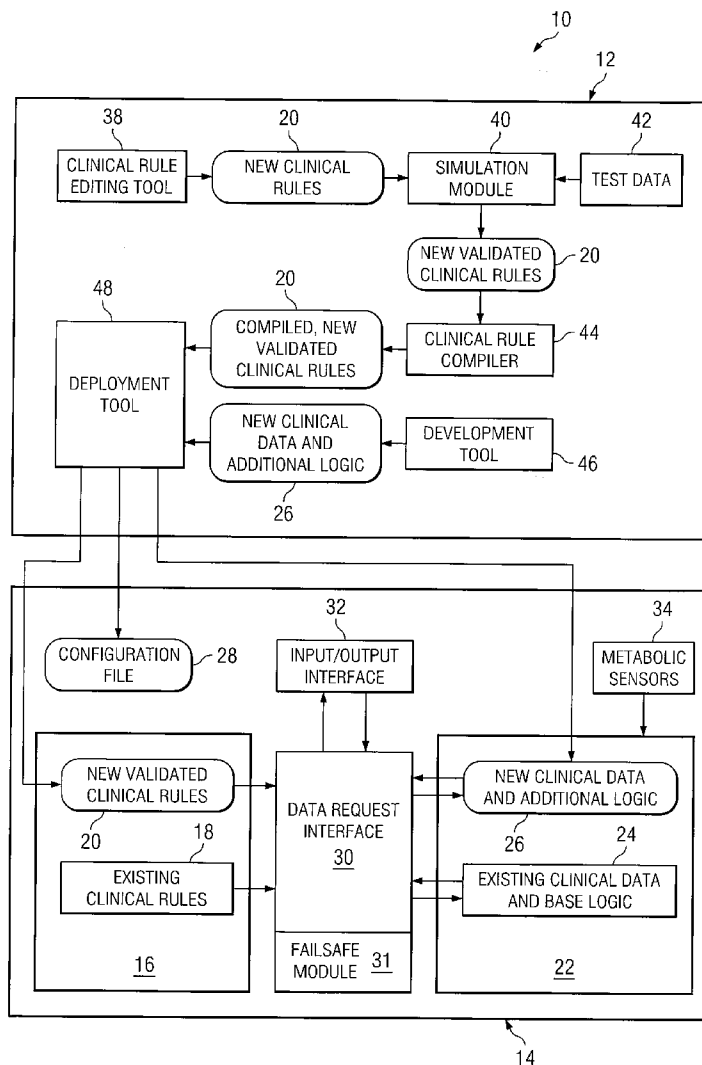 10
12
38
20
40
42
CLINICAL RULE
EDITING TOOL
NEW CLINICAL
RULES
SIMULATION
MODULE
TEST DATA
NEW VALIDATED
CLINICAL RULES
20
48
20
DEPLOYMENT
TOOL
COMPILED, NEW
VALIDATED
CLINICAL RULES
CLINICAL RULE
COMPILER
44
NEW CLINICAL
DATA AND
ADDITIONAL LOGIC
DEVELOPMENT
TOOL
26
46
32
34
CONFIGURATION
FILE
28
INPUT/OUTPUT
INTERFACE
METABOLIC
SENSORS
NEW VALIDATED
CLINICAL RULES
20
18
EXISTING
CLINICAL RULES
16
DATA REQUEST
INTERFACE
30
FAILSAFE
MODULE
31
NEW CLINICAL DATA
AND ADDITIONAL LOGIC
26
24
EXISTING CLINICAL DATA
AND BASE LOGIC
22
14